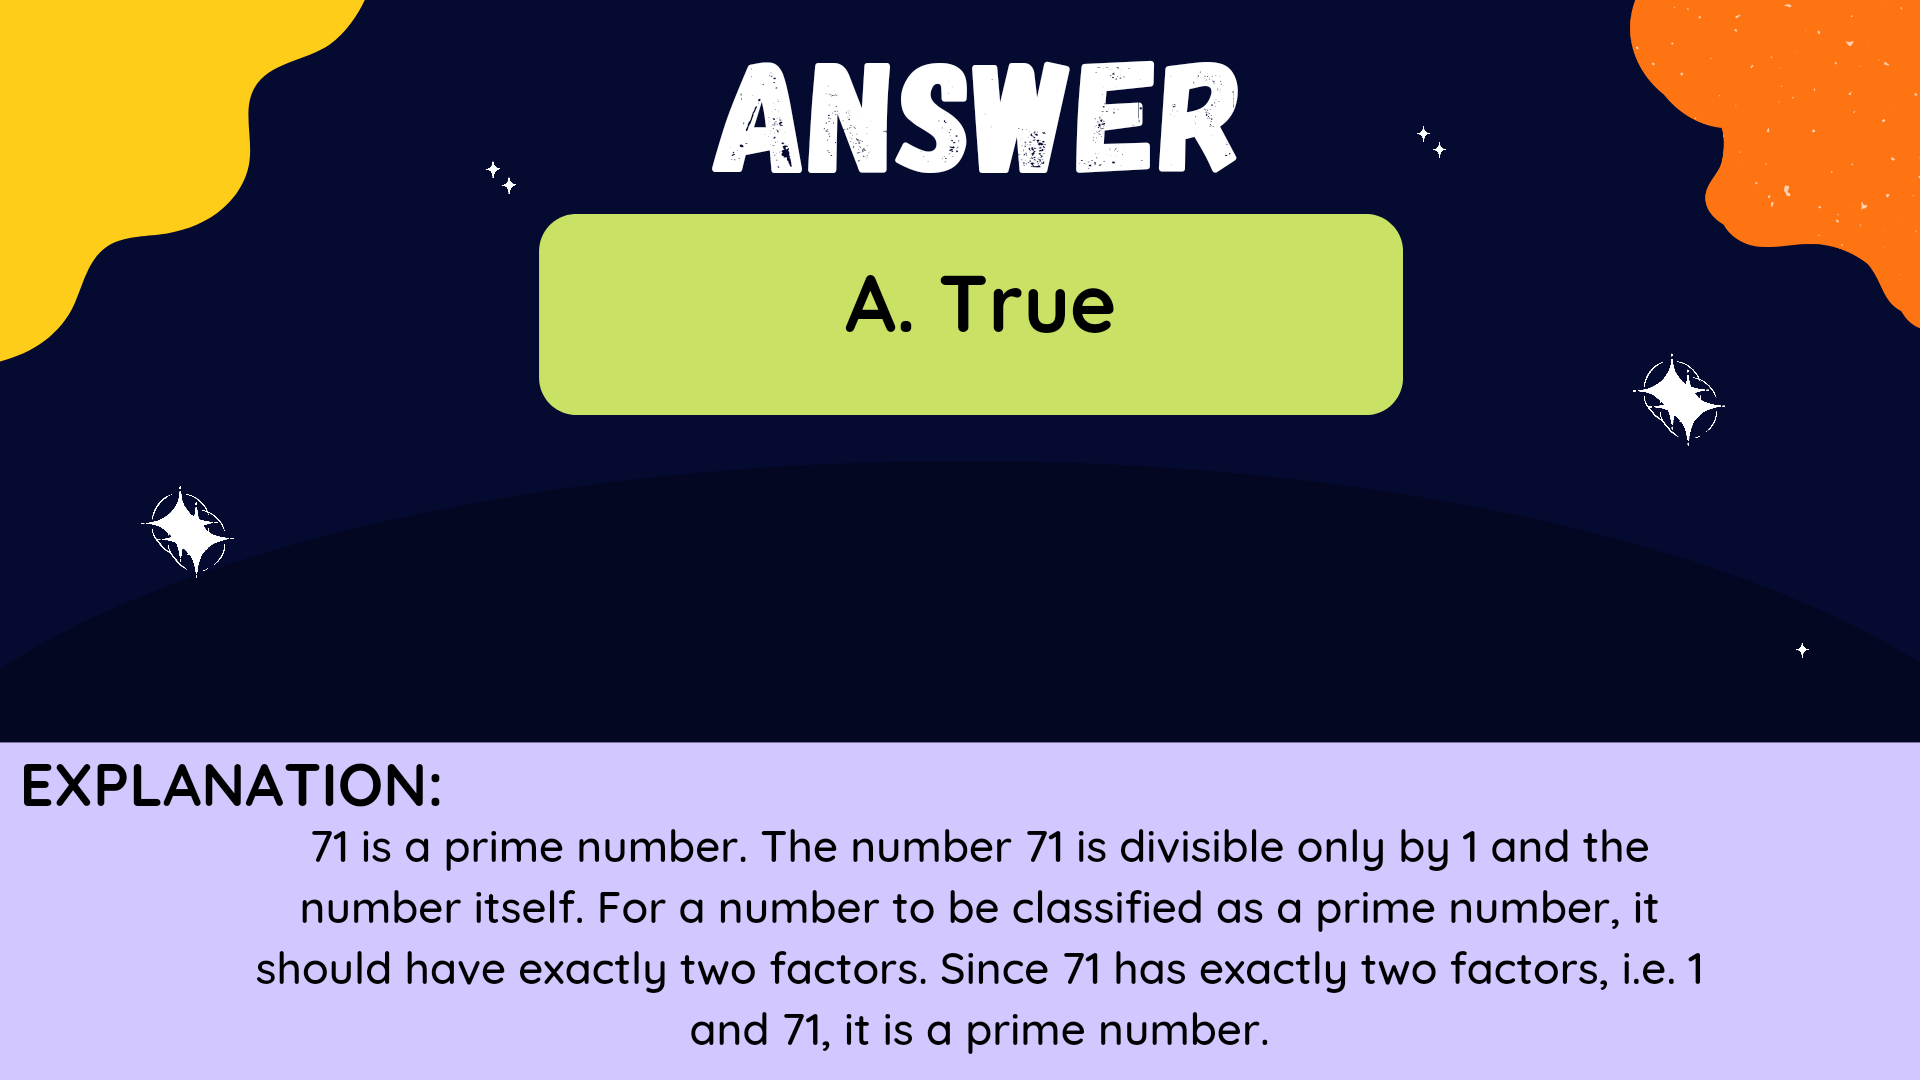 ANSWER
A. True
EXPLANATION:
71 is a prime number. The number 71 is divisible only by 1 and the
number itself. For a number to be classified as a prime number, it
should have exactly two factors. Since 71 has exactly two factors, i.e. 1
and 71, it is a prime number.